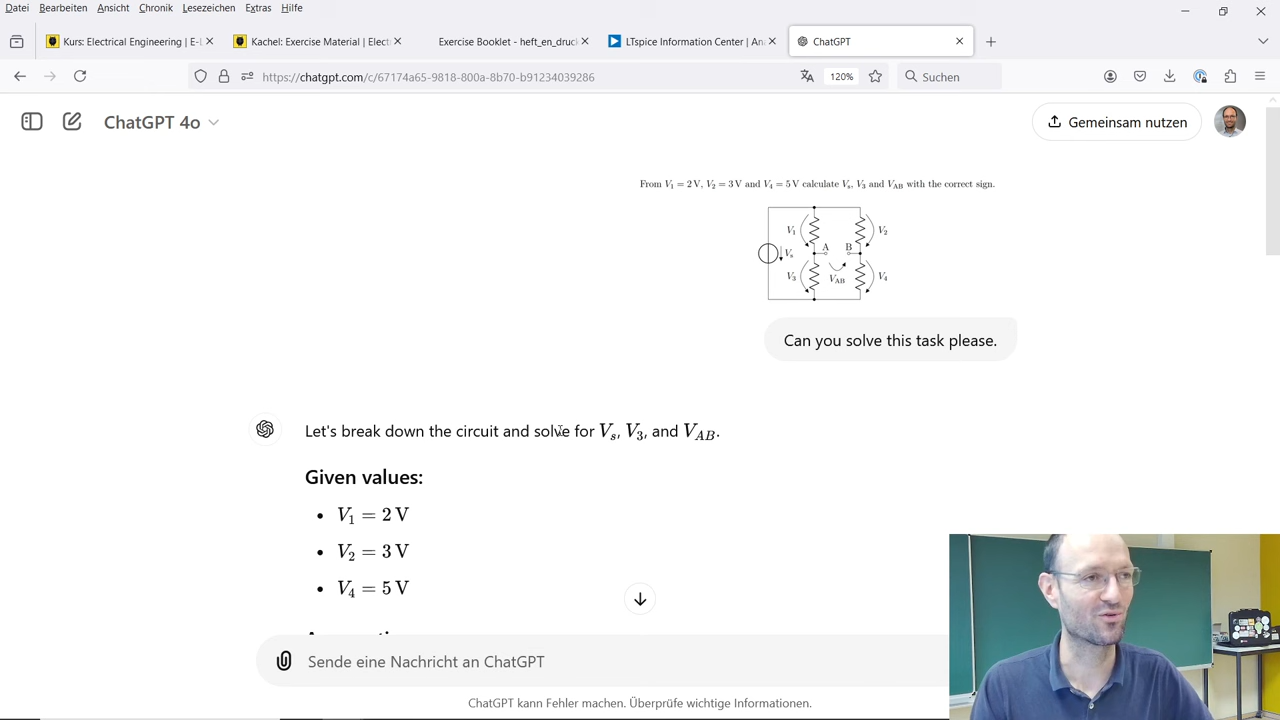 Datei Bearbeiten Ansicht Chronik Lesezeichen Extras Hilfe
Kurs: Electrical Engineering | E-L
Kachel: Exercise Material | Elect
Exercise Booklet - heft_en_druck
LTspice Information Center | An
ChatGPT
https://chatgpt.com/c/67174a65-9818-800a-8b70-b91234039286
120%
Suchen
ChatGPT 4o
Gemeinsam nutzen
From V₁ = 2 V, V₂ = 3 V and V₄ = 5 V calculate Vₛ, V₃ and V_AB with the correct sign.
V₁
V₂
A
B
Vₛ
V₃
V_AB
V₄
Can you solve this task please.
Let's break down the circuit and solve for Vₛ, V₃, and V_AB.
Given values:
• V₁ = 2 V
• V₂ = 3 V
• V₄ = 5 V
Sende eine Nachricht an ChatGPT
ChatGPT kann Fehler machen. Überprüfe wichtige Informationen.